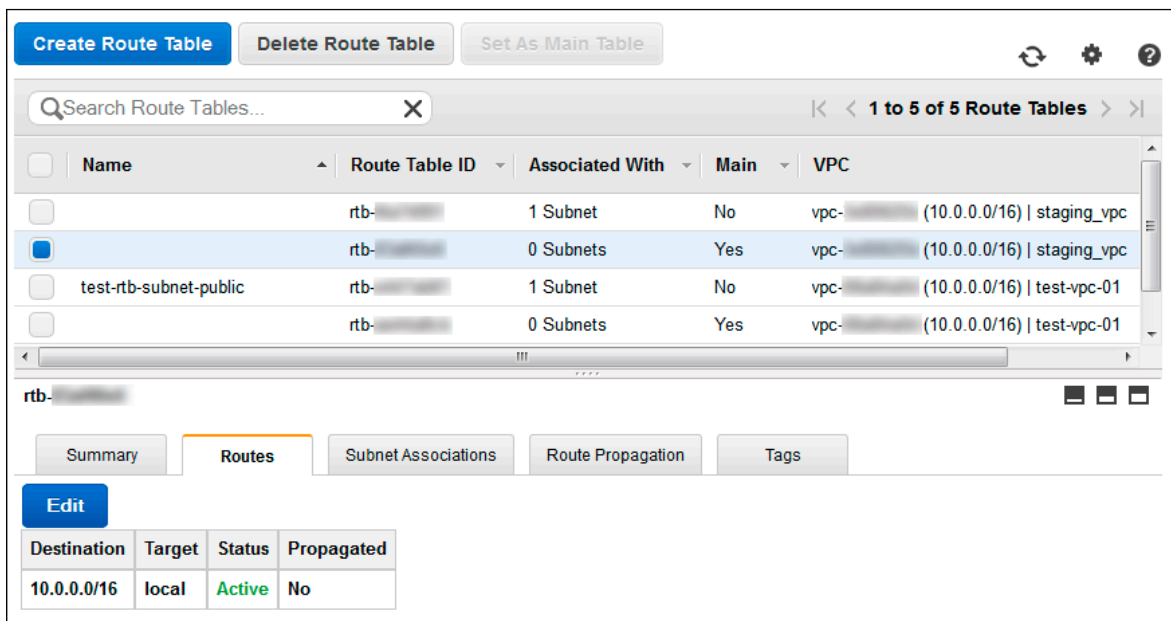 Create Route Table Delete Route Table Set As Main Table
Search Route Tables... 1 to 5 of 5 Route Tables
Name Route Table ID Associated With Main VPC
rtb- 1 Subnet No vpc- (10.0.0.0/16) | staging_vpc
rtb- 0 Subnets Yes vpc- (10.0.0.0/16) | staging_vpc
test-rtb-subnet-public rtb- 1 Subnet No vpc- (10.0.0.0/16) | test-vpc-01
rtb- 0 Subnets Yes vpc- (10.0.0.0/16) | test-vpc-01
rtb-
Summary Routes Subnet Associations Route Propagation Tags
Edit
Destination Target Status Propagated
10.0.0.0/16 local Active No